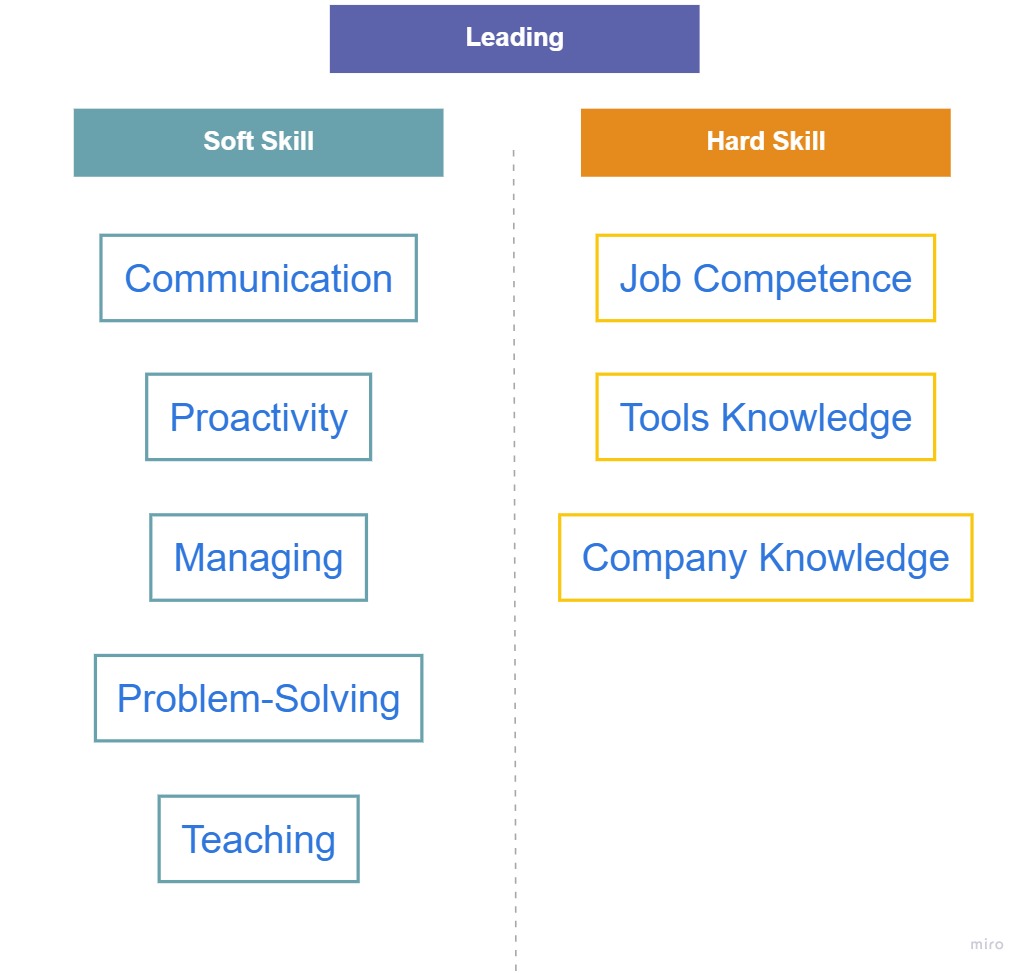 Leading
Soft Skill
Communication
Proactivity
Managing
Problem-Solving
Teaching
Hard Skill
Job Competence
Tools Knowledge
Company Knowledge
miro